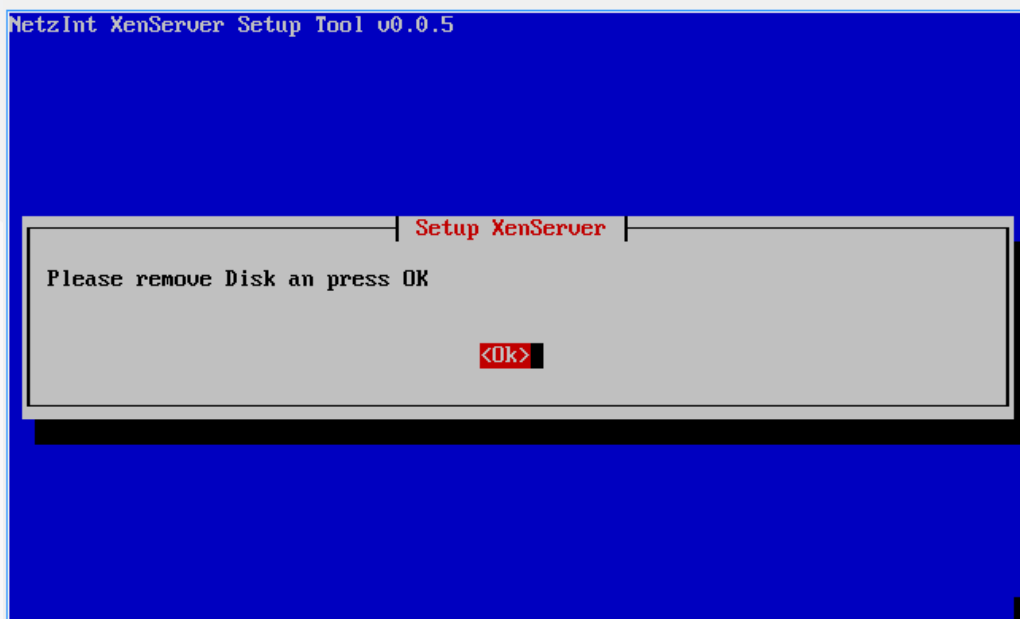 NetzInt XenServer Setup Tool v0.0.5
Setup XenServer
Please remove Disk an press OK
<Ok>